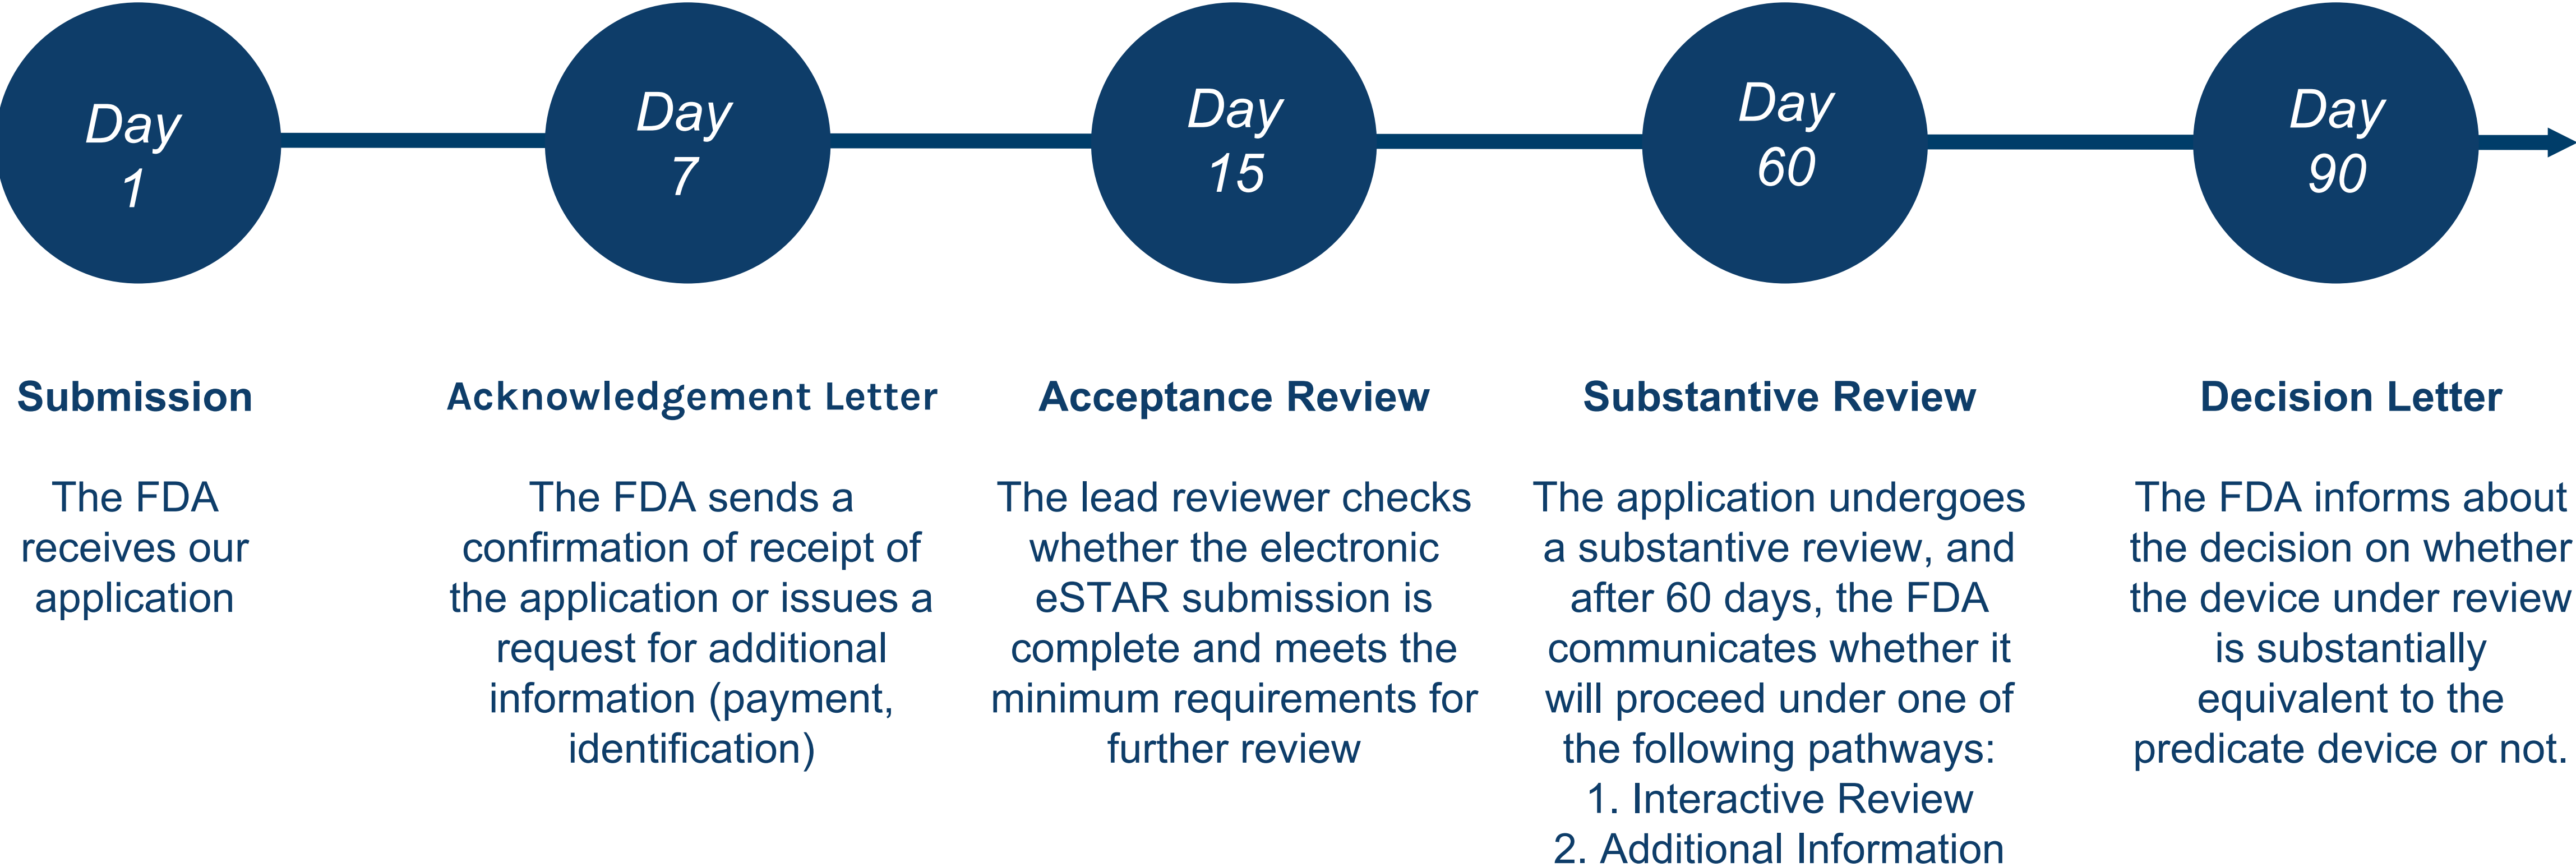 Day
1
Day
7
Day
15
Day
60
Day
90
Submission
The FDA
receives our
application
Acknowledgement Letter
The FDA sends a
confirmation of receipt of
the application or issues a
request for additional
information (payment,
identification)
Acceptance Review
The lead reviewer checks
whether the electronic
eSTAR submission is
complete and meets the
minimum requirements for
further review
Substantive Review
The application undergoes
a substantive review, and
after 60 days, the FDA
communicates whether it
will proceed under one of
the following pathways:
1. Interactive Review
2. Additional Information
Decision Letter
The FDA informs about
the decision on whether
the device under review
is substantially
equivalent to the
predicate device or not.